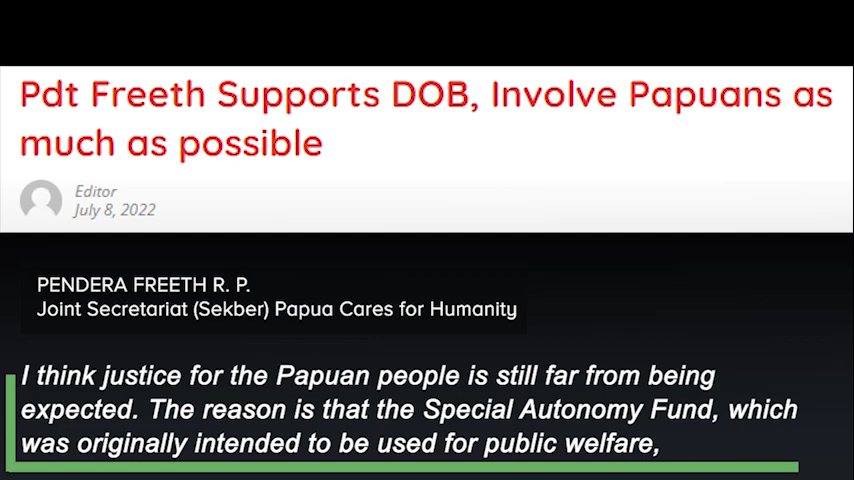 Pdt Freeth Supports DOB, Involve Papuans as
much as possible
Editor
July 8, 2022
PENDERA FREETH R. P.
Joint Secretariat (Sekber) Papua Cares for Humanity
I think justice for the Papuan people is still far from being
expected. The reason is that the Special Autonomy Fund, which
was originally intended to be used for public welfare,